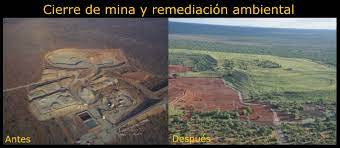 Cierre de mina y remediación ambiental
Antes
Después